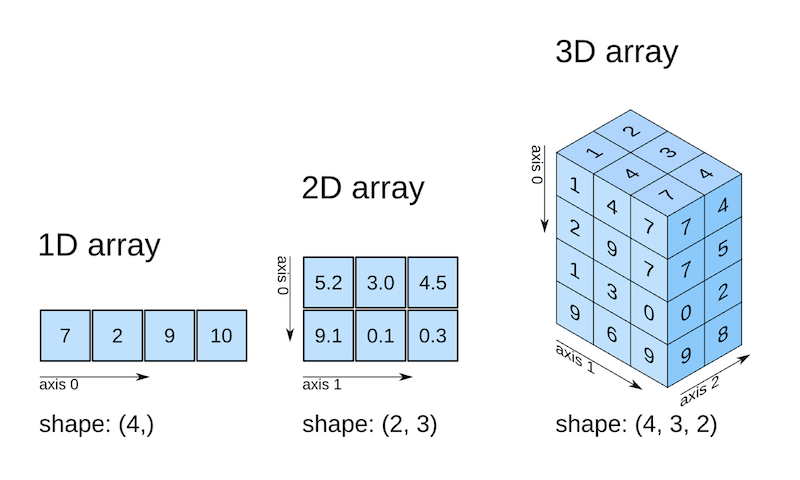 1D array
7 2 9 10
axis 0
shape: (4,)
2D array
axis 0
5.2 3.0 4.5
9.1 0.1 0.3
axis 1
shape: (2, 3)
3D array
axis 0
1 2
4 3
7 4
1 4 7
2 9 7
1 3 0
9 6 9
7 4
7 5
0 2
9 8
axis 1
axis 2
shape: (4, 3, 2)